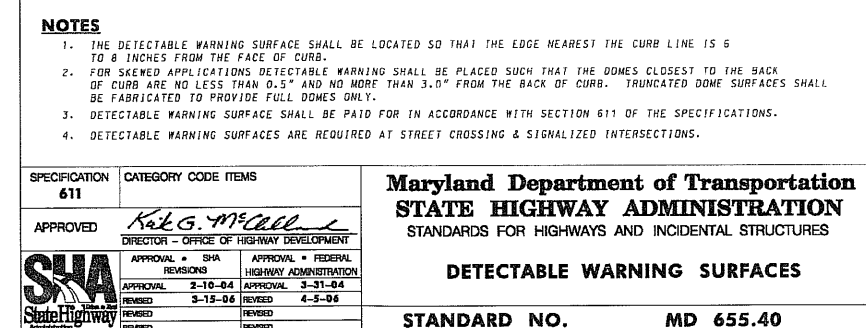 NOTES
1. THE DETECTABLE WARNING SURFACE SHALL BE LOCATED SO THAT THE EDGE NEAREST THE CURB LINE IS 6
TO 8 INCHES FROM THE FACE OF CURB.
2. FOR SKEWED APPLICATIONS DETECTABLE WARNING SHALL BE PLACED SUCH THAT THE DOMES CLOSEST TO THE BACK
OF CURB ARE NO LESS THAN 0.5" AND NO MORE THAN 3.0" FROM THE BACK OF CURB. TRUNCATED DOME SURFACES SHALL
BE FABRICATED TO PROVIDE FULL DOMES ONLY.
3. DETECTABLE WARNING SURFACE SHALL BE PAID FOR IN ACCORDANCE WITH SECTION 611 OF THE SPECIFICATIONS.
4. DETECTABLE WARNING SURFACES ARE REQUIRED AT STREET CROSSING & SIGNALIZED INTERSECTIONS.
SPECIFICATION CATEGORY CODE ITEMS
611
APPROVED
DIRECTOR - OFFICE OF HIGHWAY DEVELOPMENT
APPROVAL • SHA REVISIONS
APPROVAL • FEDERAL HIGHWAY ADMINISTRATION
APPROVAL 2-10-04 APPROVAL 3-31-04
REVISED 3-15-06 REVISED 4-5-06
REVISED REVISED
REVISED REVISED
SHA
State Highway
Administration
Maryland Department of Transportation
STATE HIGHWAY ADMINISTRATION
STANDARDS FOR HIGHWAYS AND INCIDENTAL STRUCTURES
DETECTABLE WARNING SURFACES
STANDARD NO. MD 655.40